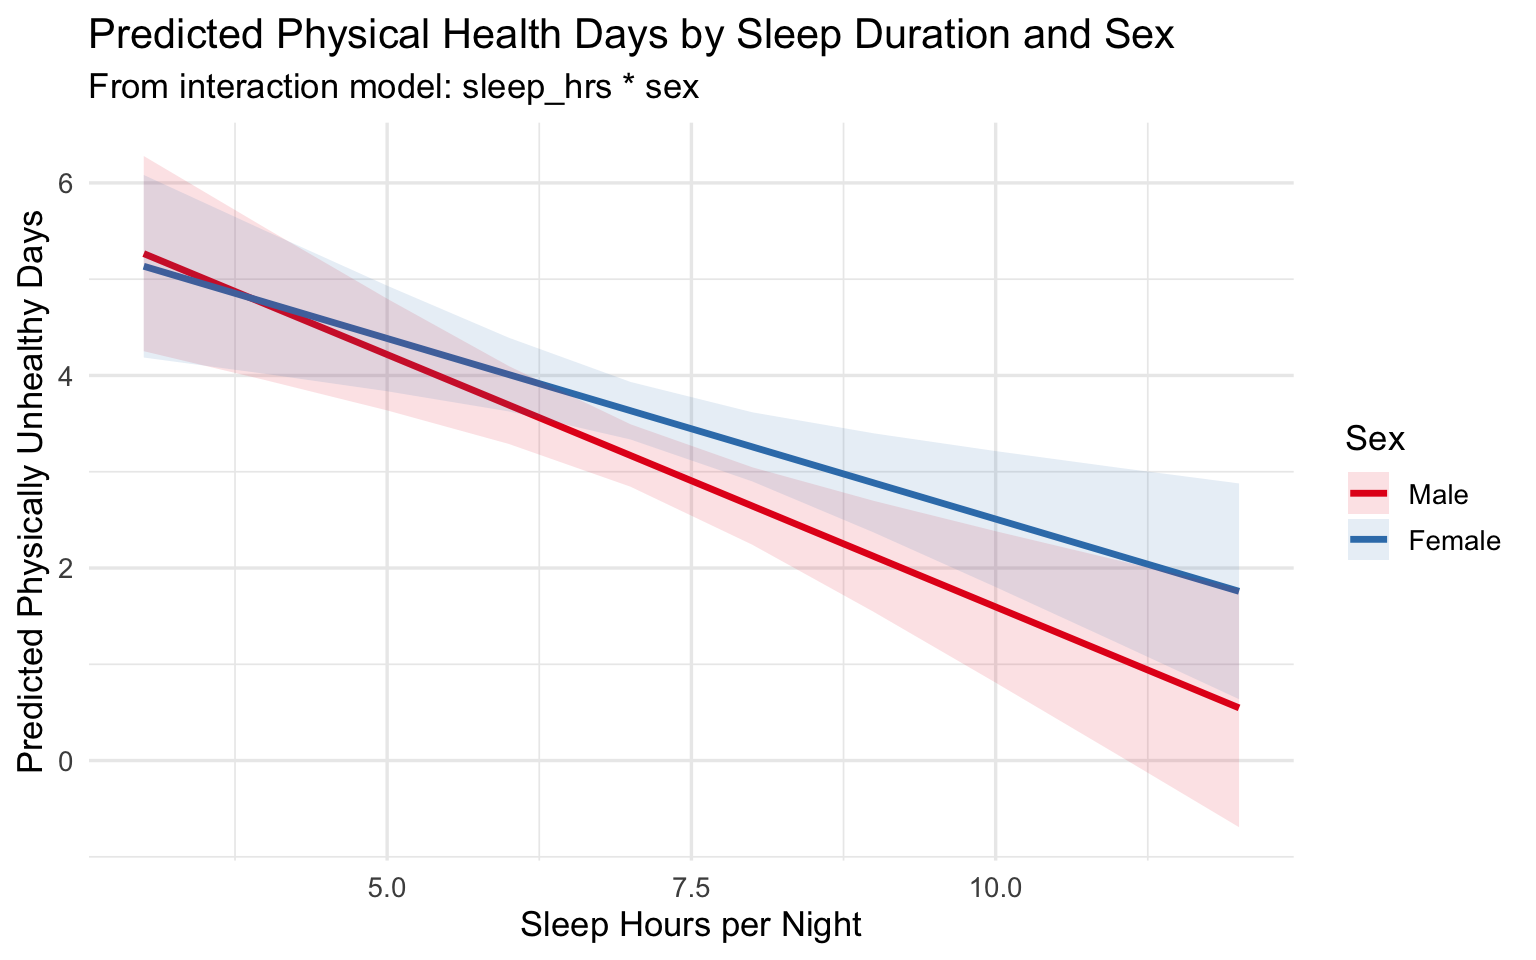 Predicted Physical Health Days by Sleep Duration and Sex
From interaction model: sleep_hrs * sex
Predicted Physically Unhealthy Days
6
4
2
0
5.0
7.5
10.0
Sleep Hours per Night
Sex
Male
Female